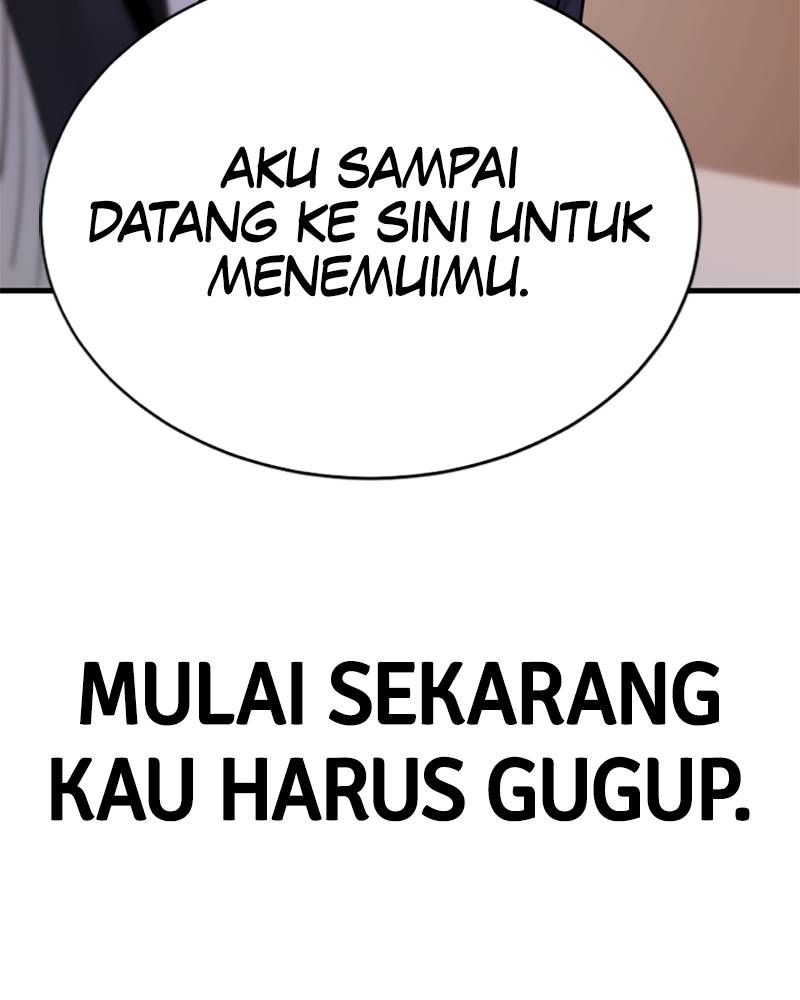 AKU SAMPAI
DATANG KE SINI UNTUK
MENEMUIMU.
MULAI SEKARANG
KAU HARUS GUGUP.